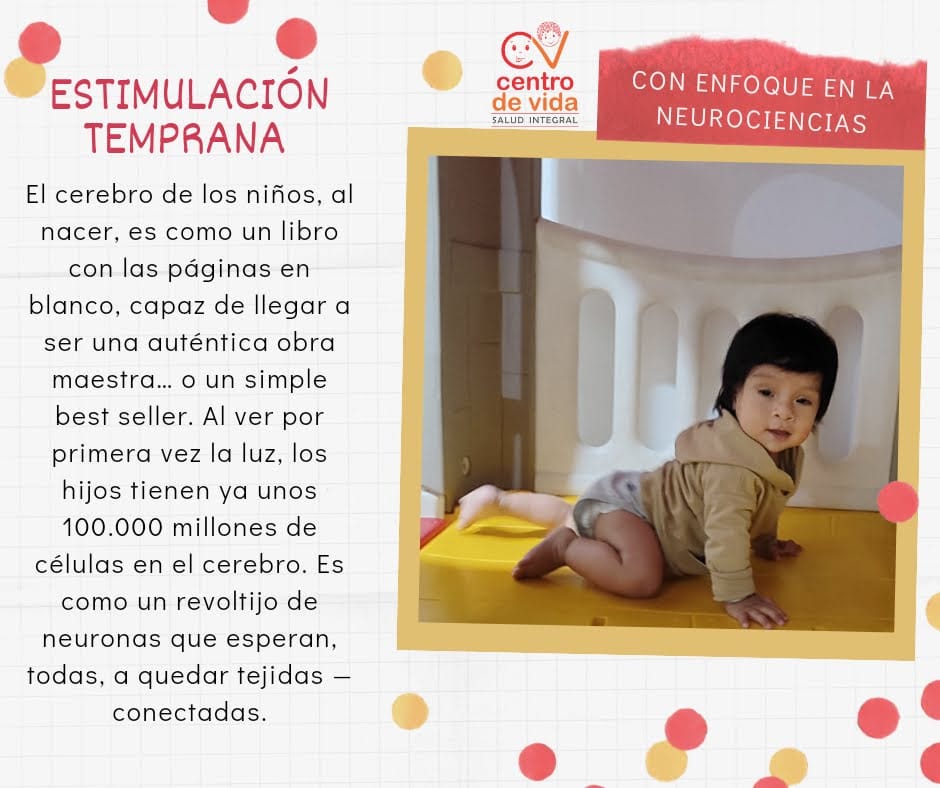 ESTIMULACIÓN
TEMPRANA
El cerebro de los niños, al
nacer, es como un libro
con las páginas en
blanco, capaz de llegar a
ser una auténtica obra
maestra... o un simple
best seller. Al ver por
primera vez la luz, los
hijos tienen ya unos
100.000 millones de
células en el cerebro. Es
como un revoltijo de
neuronas que esperan,
todas, a quedar tejidas —
conectadas.
CV
centro
de vida
SALUD INTEGRAL
CON ENFOQUE EN LA
NEUROCIENCIAS